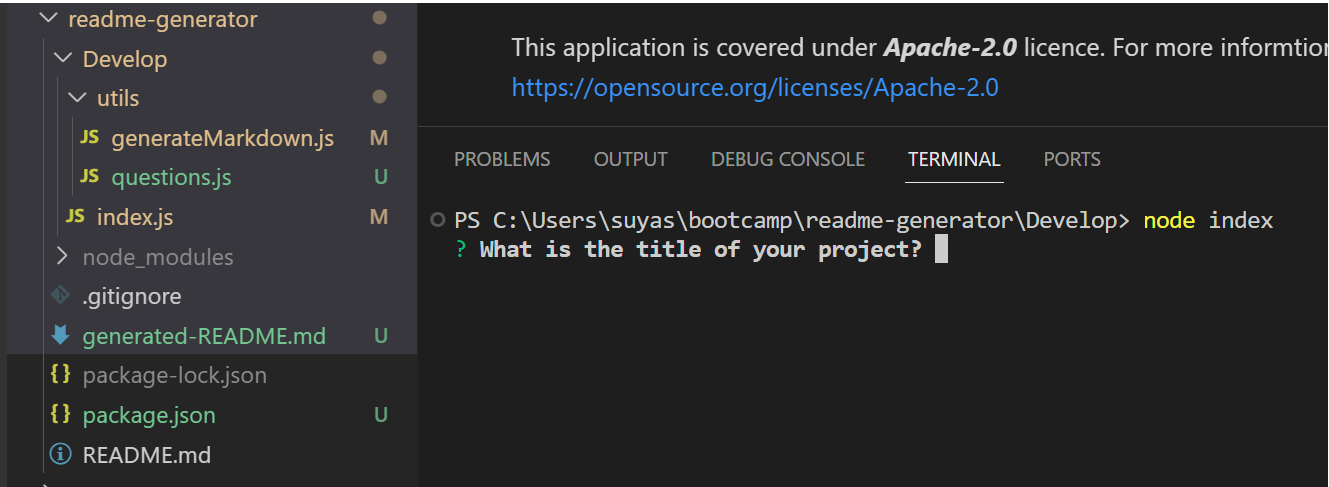 readme-generator
Develop
utils
JS generateMarkdown.js M
JS questions.js U
JS index.js M
node_modules
.gitignore
generated-README.md U
{} package-lock.json
{} package.json U
README.md
This application is covered under Apache-2.0 licence. For more informtion
https://opensource.org/licenses/Apache-2.0
PROBLEMS OUTPUT DEBUG CONSOLE TERMINAL PORTS
PS C:\Users\suyas\bootcamp\readme-generator\Develop> node index
? What is the title of your project?